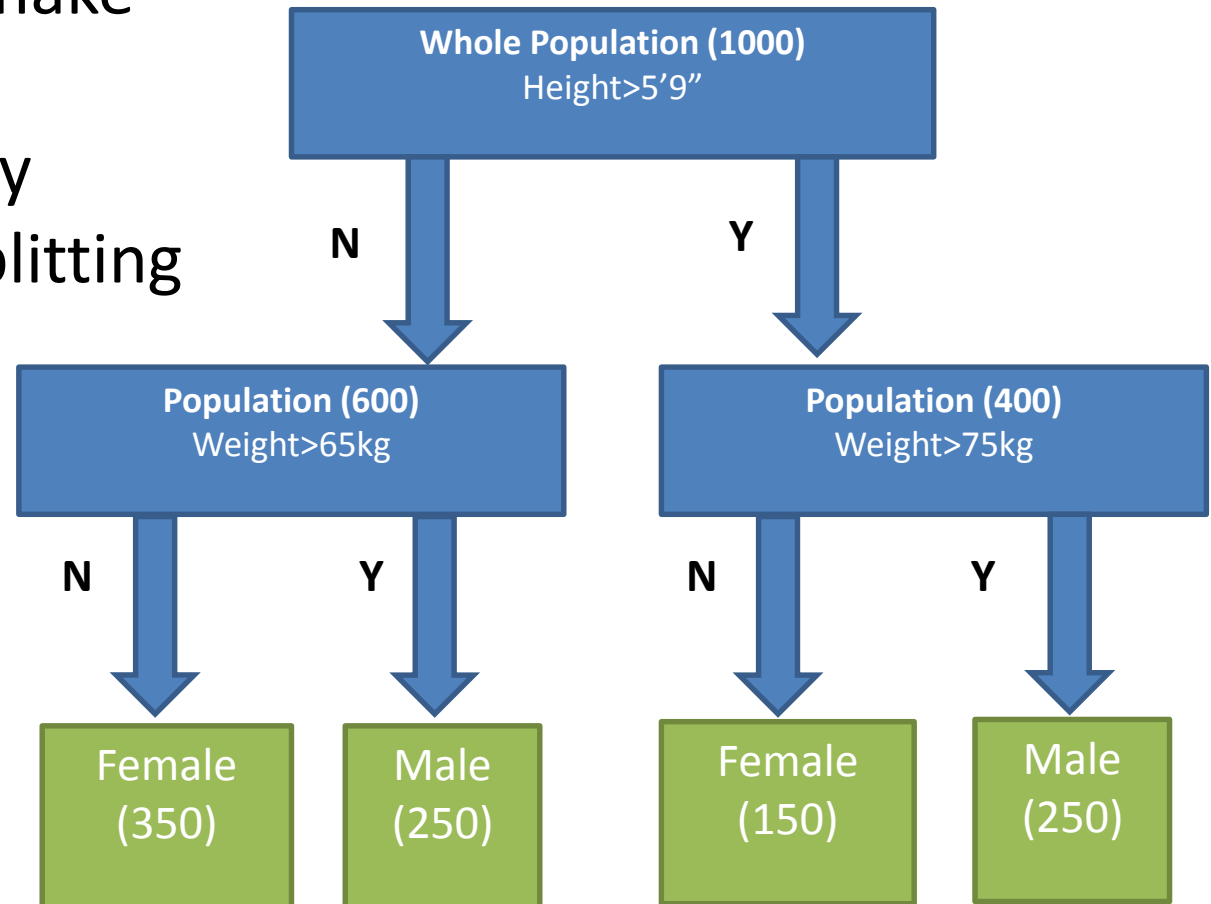 Whole Population (1000)
Height>5’9”
N
Y
Population (600)
Weight>65kg
Population (400)
Weight>75kg
N
Y
N
Y
Female
(350)
Male
(250)
Female
(150)
Male
(250)